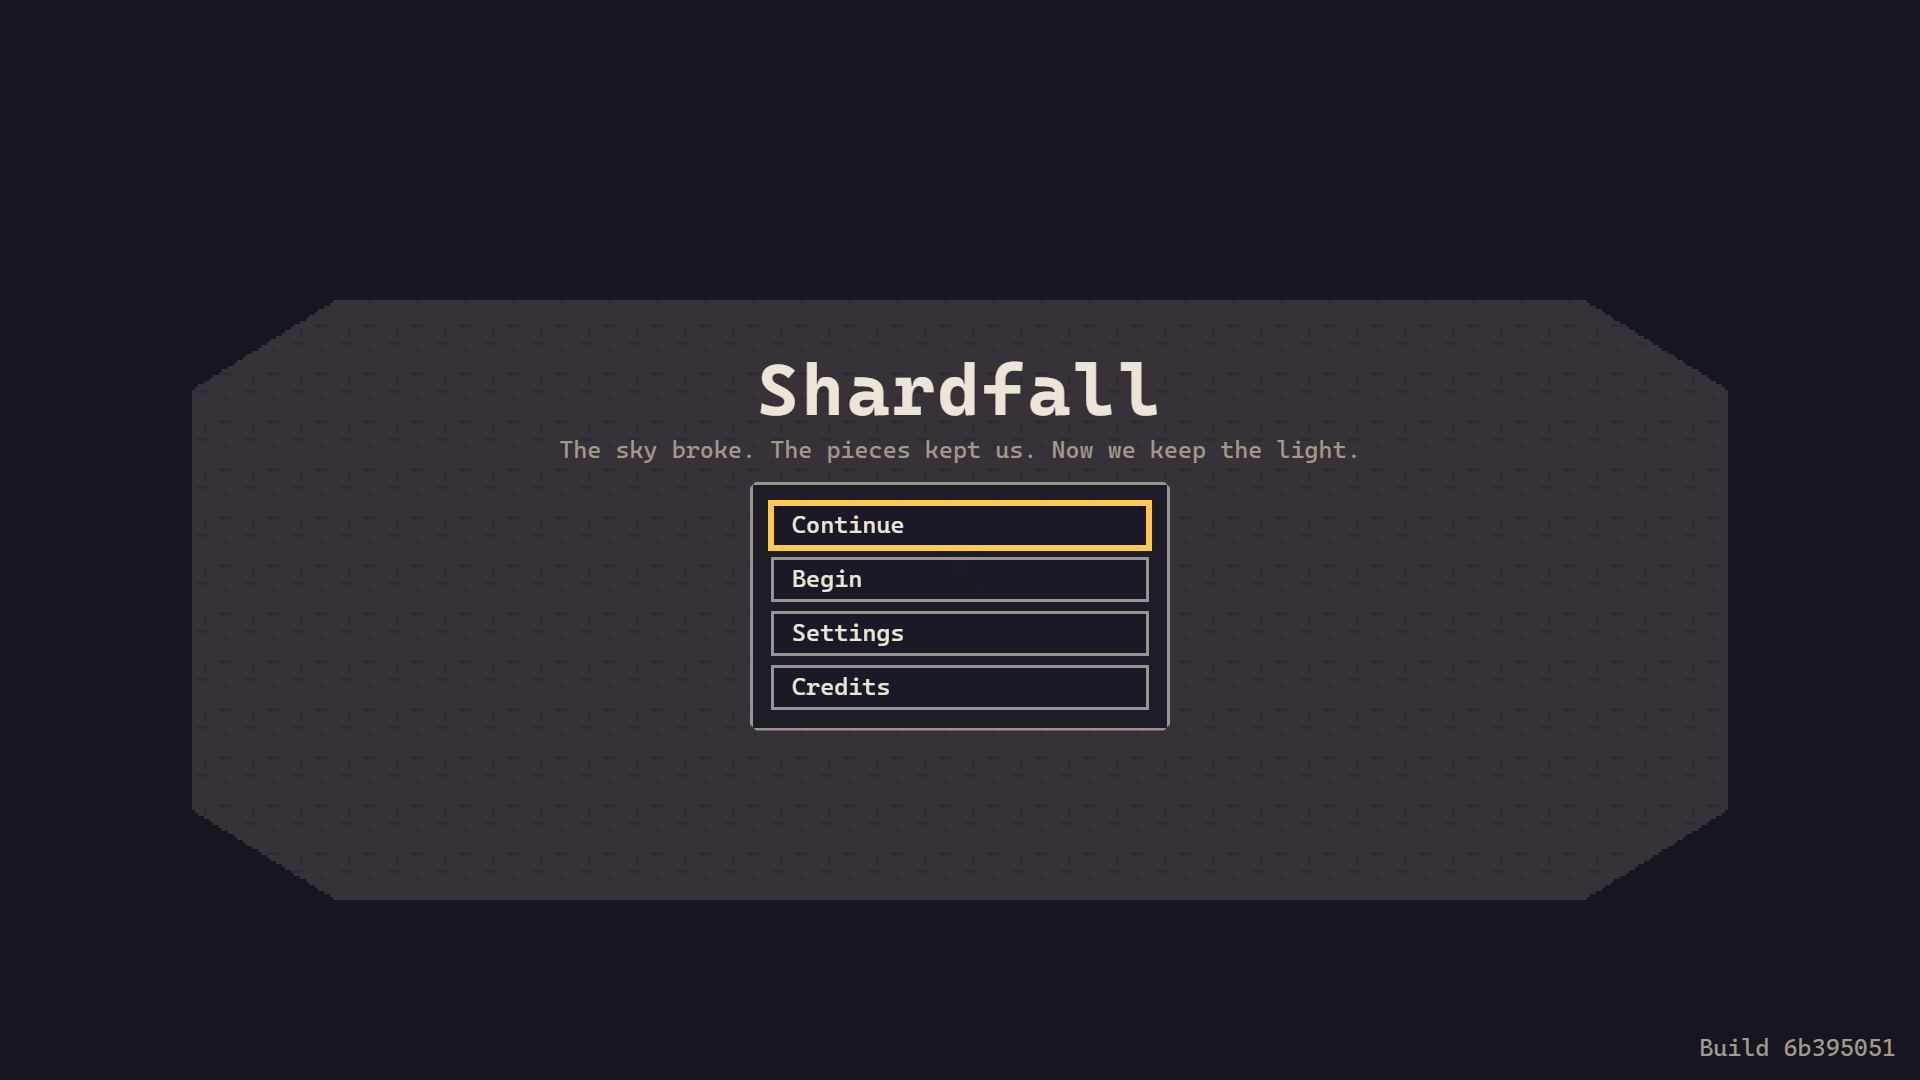 Shardfall
The sky broke. The pieces kept us. Now we keep the light.
Continue
Begin
Settings
Credits
Build 6b395051